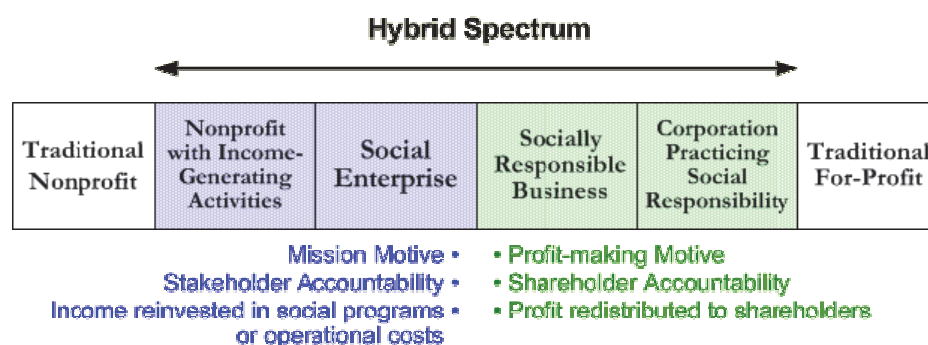 Hybrid Spectrum
Traditional
Nonprofit
Nonprofit
with Income-
Generating
Activities
Social
Enterprise
Socially
Responsible
Business
Corporation
Practicing
Social
Responsibility
Traditional
For-Profit
Mission Motive •
Stakeholder Accountability •
Income reinvested in social programs •
or operational costs
• Profit-making Motive
• Shareholder Accountability
• Profit redistributed to shareholders